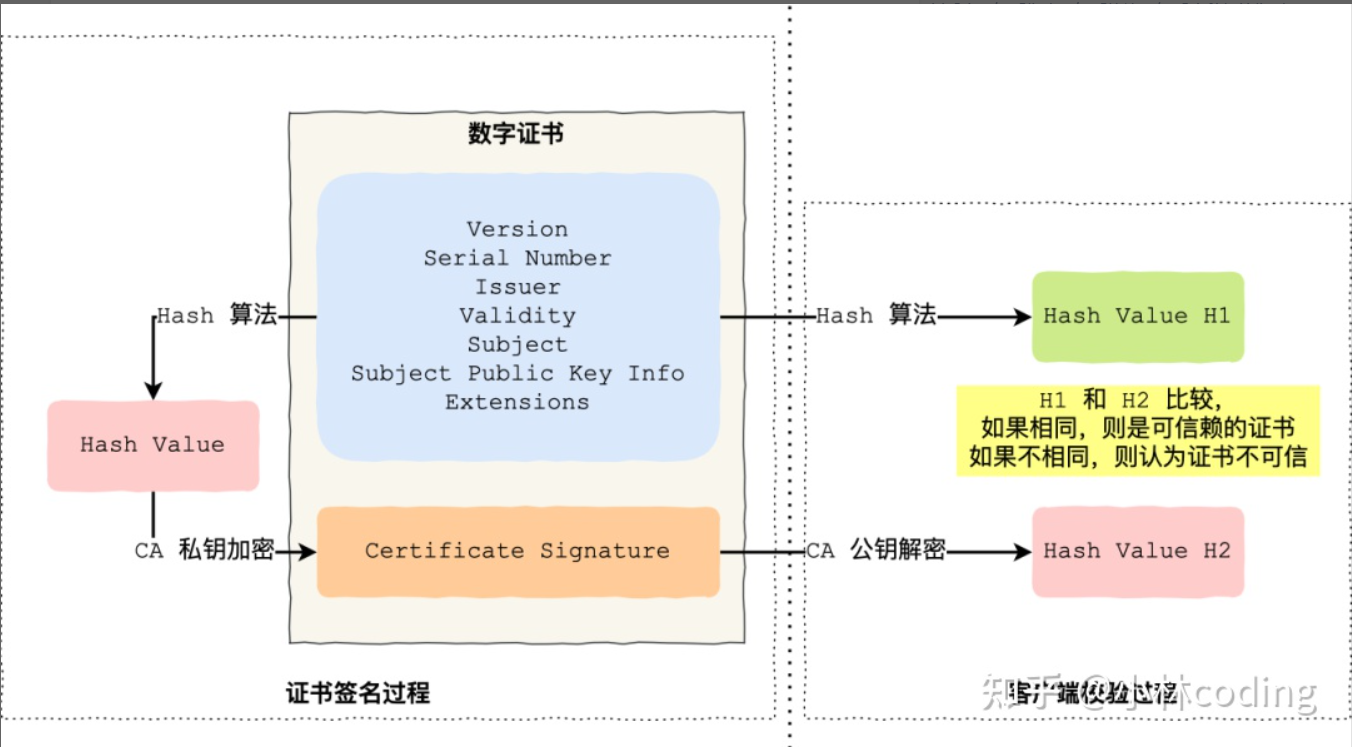 数字证书
Version
Serial Number
Issuer
Validity
Subject
Subject Public Key Info
Extensions
Hash 算法
Hash Value
CA 私钥加密
Certificate Signature
证书签名过程
Hash 算法
Hash Value H1
H1 和 H2 比较,
如果相同，则是可信赖的证书
如果不相同，则认为证书不可信
CA 公钥解密
Hash Value H2
客户端校验过程
知乎 @小林coding